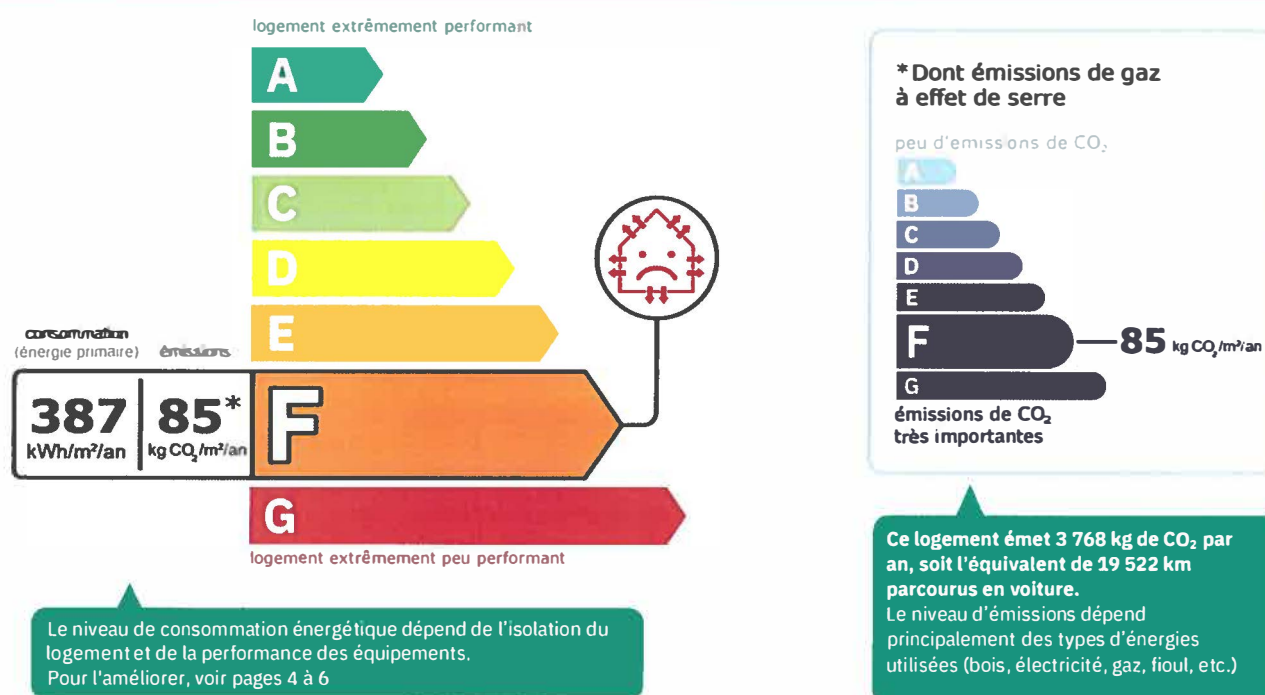 logement extrêmement performant
A
B
C
D
E
consommation
(énergie primaire)
émissions
387
kWh/m²/an
85*
kg CO₂/m²/an
F
G
logement extrêmement peu performant
Le niveau de consommation énergétique dépend de l'isolation du
logement et de la performance des équipements.
Pour l'améliorer, voir pages 4 à 6
*Dont émissions de gaz
à effet de serre
peu d'emissions de CO₂
A
B
C
D
E
F
85 kg CO₂/m²/an
G
émissions de CO₂
très importantes
Ce logement émet 3 768 kg de CO₂ par
an, soit l'équivalent de 19 522 km
parcourus en voiture.
Le niveau d'émissions dépend
principalement des types d'énergies
utilisées (bois, électricité, gaz, fioul, etc.)